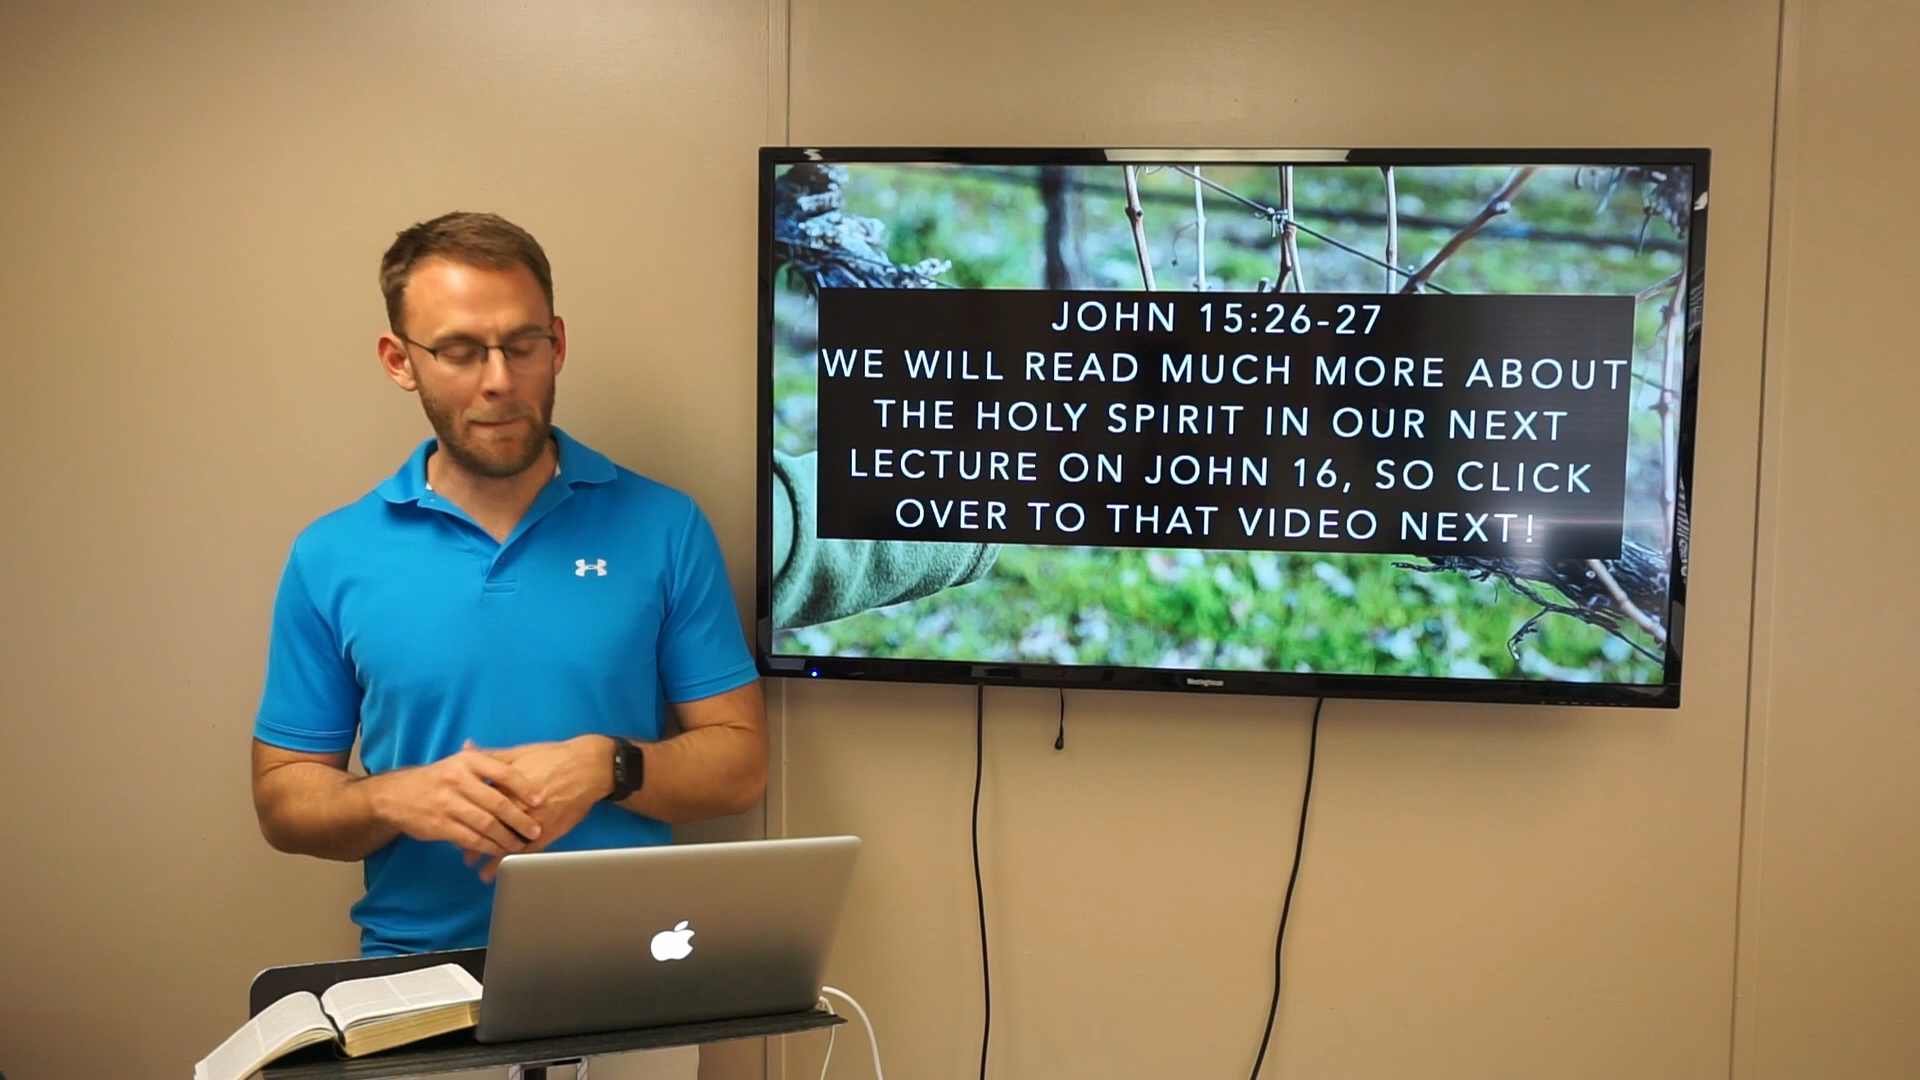 JOHN 15:26-27
WE WILL READ MUCH MORE ABOUT
THE HOLY SPIRIT IN OUR NEXT
LECTURE ON JOHN 16, SO CLICK
OVER TO THAT VIDEO NEXT!
Westinghouse